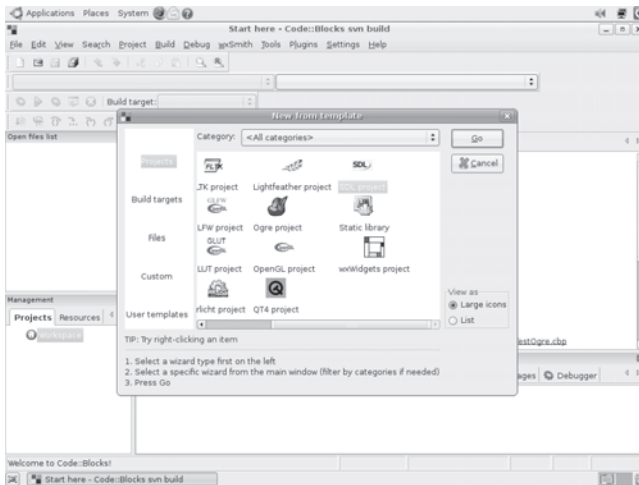 Applications Places System
Start here - Code::Blocks svn build
File Edit View Search Project Build Debug wxSmith Tools Plugins Settings Help
Build target:
Open files list
New from template
Projects
Build targets
Files
Custom
User templates
Category: <All categories>
Go
Cancel
FLTK
SDL
LTK project Lightfeather project SDL project
GLFW
LFW project Ogre project Static library
GLUT
LUT project OpenGL project wxWidgets project
rlicht project QT4 project
View as
Large icons
List
TIP: Try right-clicking an item
1. Select a wizard type first on the left
2. Select a specific wizard from the main window (filter by categories if needed)
3. Press Go
Management
Projects Resources
Workspace
estOgre.cbp
ages Debugger
Welcome to Code::Blocks!
Start here - Code::Blocks svn build